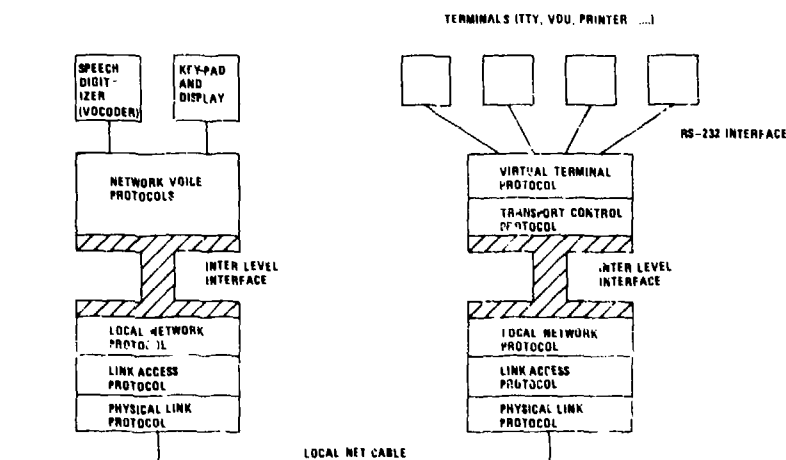 TERMINALS (TTY, VDU, PRINTER ....)
SPEECH
DIGIT-
IZER
(VOCODER)
KEY-PAD
AND
DISPLAY
RS-232 INTERFACE
NETWORK VOILE
PROTOCOLS
VIRTUAL TERMINAL
PROTOCOL
TRANSPORT CONTROL
PROTOCOL
INTER LEVEL
INTERFACE
INTER LEVEL
INTERFACE
LOCAL NETWORK
PROTOCOL
LINK ACCESS
PROTOCOL
PHYSICAL LINK
PROTOCOL
LOCAL NETWORK
PROTOCOL
LINK ACCESS
PROTOCOL
PHYSICAL LINK
PROTOCOL
LOCAL NET CABLE